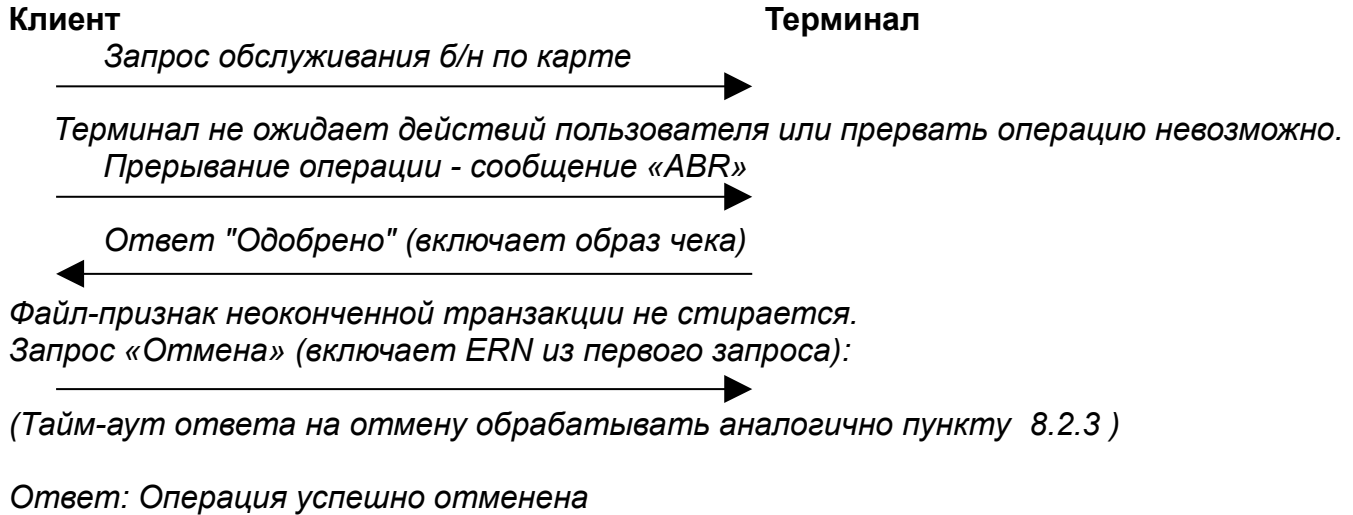 Клиент Терминал
Запрос обслуживания б/н по карте
Терминал не ожидает действий пользователя или прервать операцию невозможно.
Прерывание операции - сообщение «ABR»
Ответ "Одобрено" (включает образ чека)
Файл-признак неоконченной транзакции не стирается.
Запрос «Отмена» (включает ERN из первого запроса):
(Тайм-аут ответа на отмену обрабатывать аналогично пункту 8.2.3 )
Ответ: Операция успешно отменена